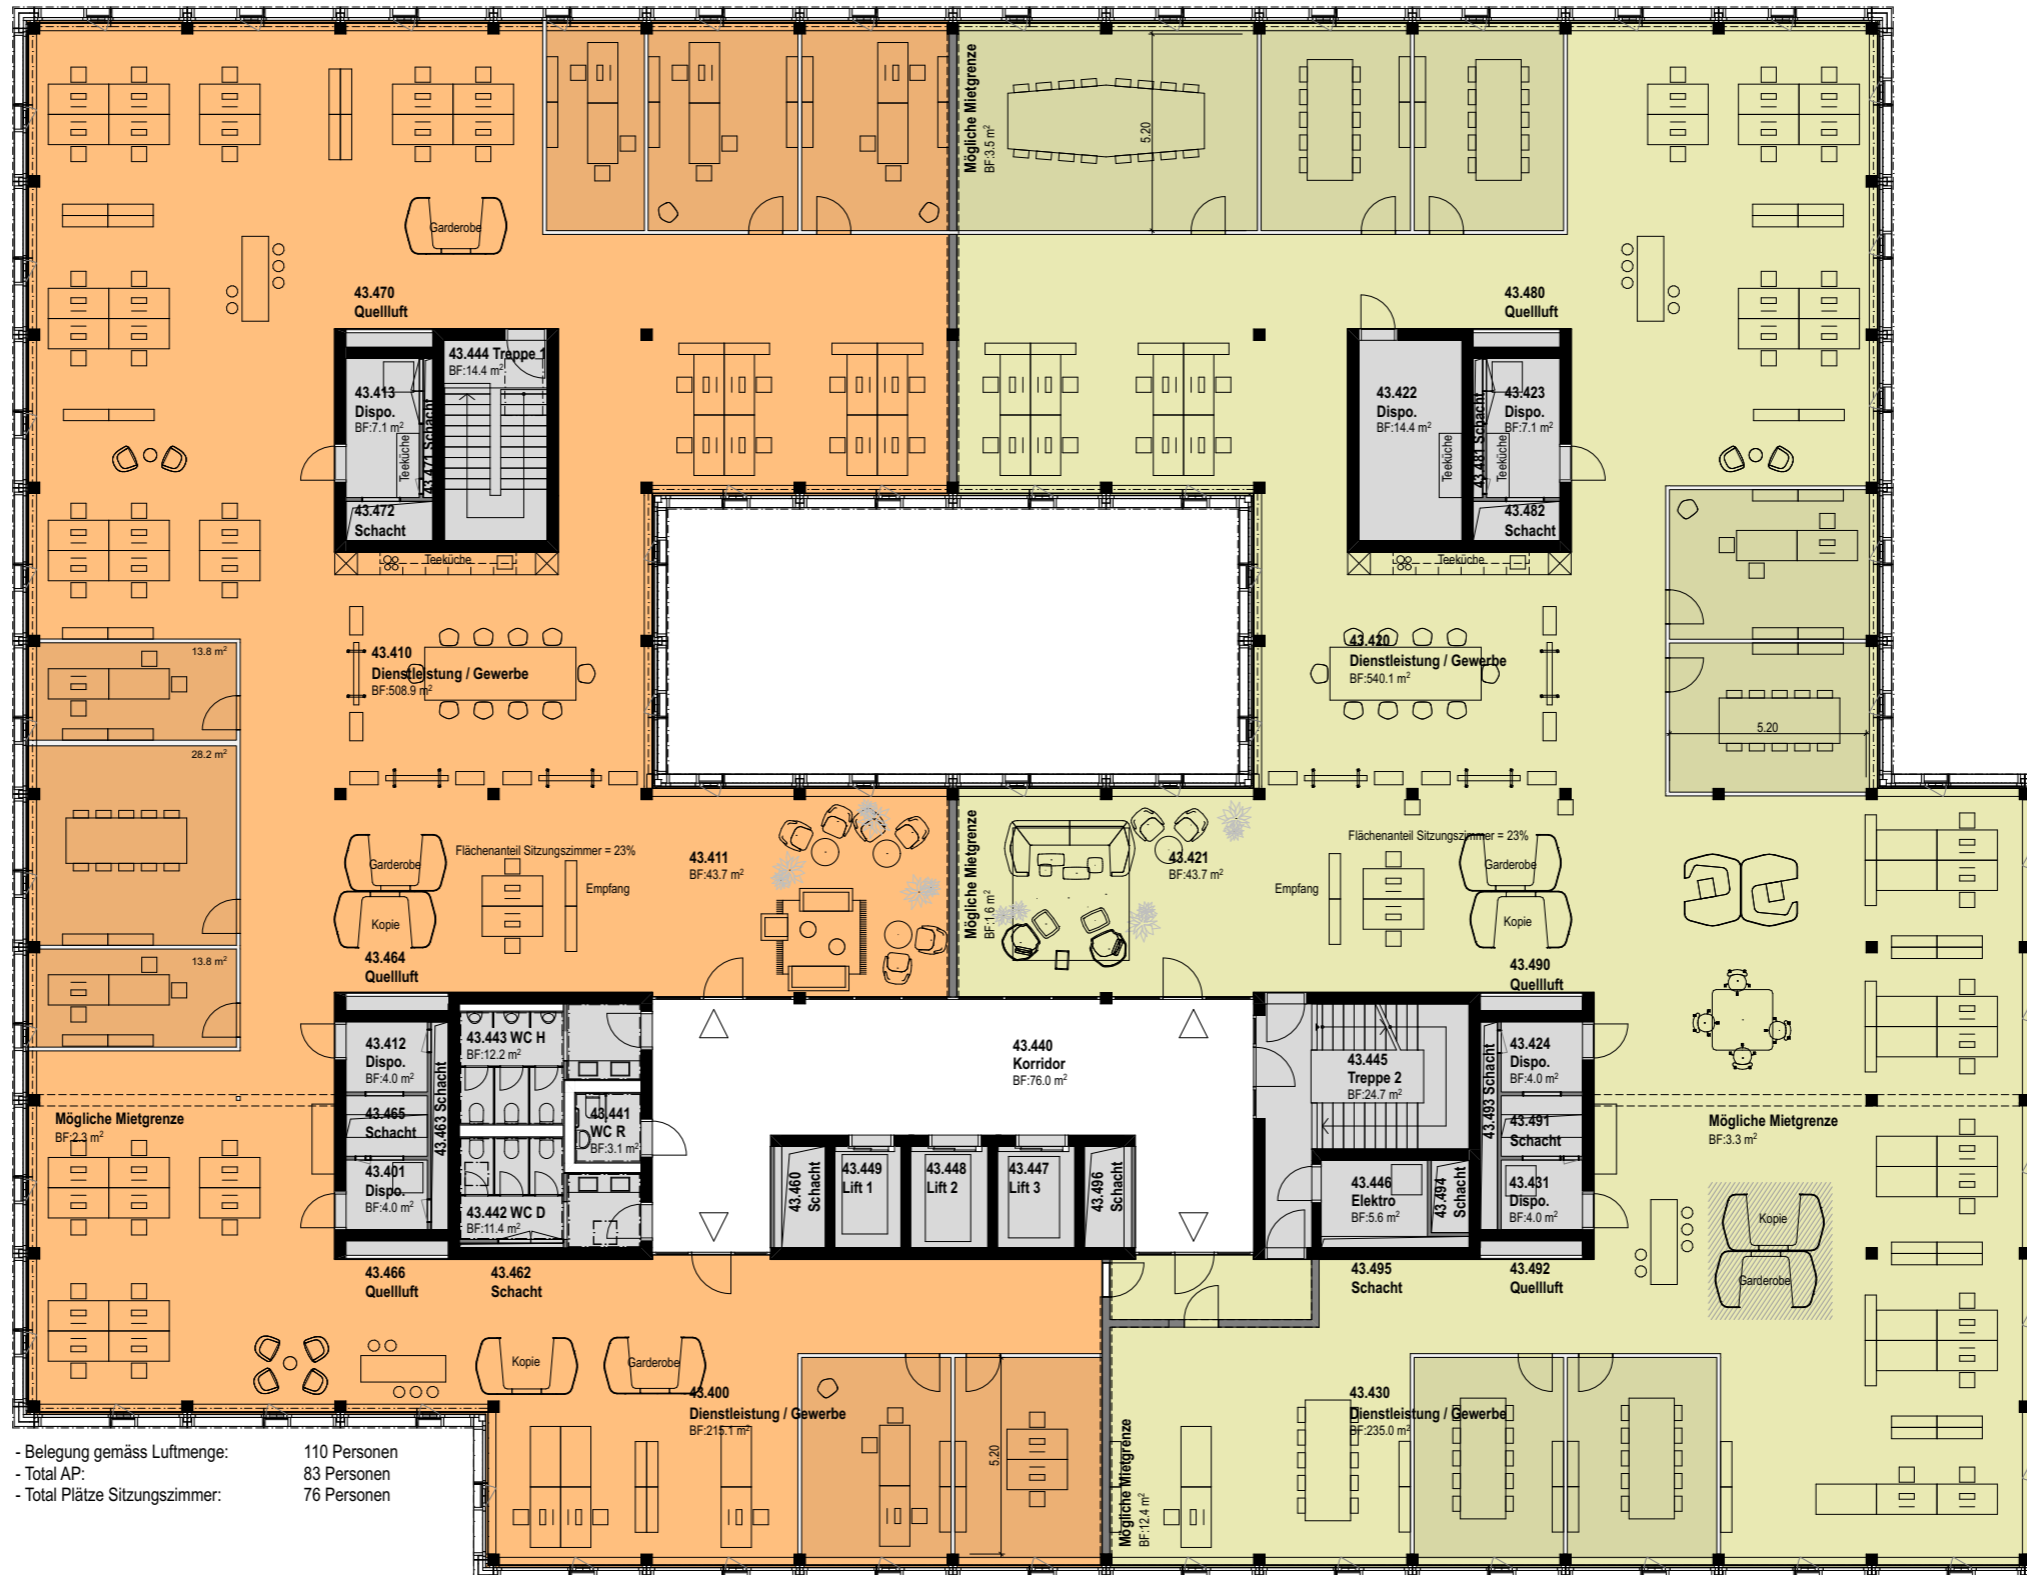 Mögliche Mietgrenze
BF:3.5 m²
5.20
Garderobe
43.470
Quellluft
43.480
Quellluft
43.444 Treppe 1
BF:14.4 m²
43.413
Dispo.
BF:7.1 m²
Teeküche
43.471 Schacht
43.472
Schacht
Teeküche
43.422
Dispo.
BF:14.4 m²
Teeküche
43.481 Schacht
43.423
Dispo.
BF:7.1 m²
Teeküche
43.482
Schacht
Teeküche
13.8 m²
43.410
Dienstleistung / Gewerbe
BF:508.9 m²
43.420
Dienstleistung / Gewerbe
BF:540.1 m²
5.20
28.2 m²
Garderobe
Kopie
Flächenanteil Sitzungszimmer = 23%
Empfang
43.411
BF:43.7 m²
Mögliche Mietgrenze
BF:1.6 m²
43.421
BF:43.7 m²
Flächenanteil Sitzungszimmer = 23%
Empfang
Garderobe
Kopie
13.8 m²
43.464
Quellluft
43.490
Quellluft
43.412
Dispo.
BF:4.0 m²
43.465
Schacht
43.463 Schacht
43.401
Dispo.
BF:4.0 m²
43.443 WC H
BF:12.2 m²
43.441
WC R
BF:3.1 m²
43.442 WC D
BF:11.4 m²
43.440
Korridor
BF:76.0 m²
43.460
Schacht
43.449
Lift 1
43.448
Lift 2
43.447
Lift 3
43.496
Schacht
43.445
Treppe 2
BF:24.7 m²
43.446
Elektro
BF:5.6 m²
43.494
Schacht
43.493 Schacht
43.424
Dispo.
BF:4.0 m²
43.491
Schacht
43.431
Dispo.
BF:4.0 m²
Mögliche Mietgrenze
BF:2.3 m²
Mögliche Mietgrenze
BF:3.3 m²
Kopie
Garderobe
43.466
Quellluft
43.462
Schacht
43.495
Schacht
43.492
Quellluft
Kopie
Garderobe
43.400
Dienstleistung / Gewerbe
BF:215.1 m²
5.20
Mögliche Mietgrenze
BF:12.4 m²
43.430
Dienstleistung / Gewerbe
BF:235.0 m²
- Belegung gemäss Luftmenge: 110 Personen
- Total AP: 83 Personen
- Total Plätze Sitzungszimmer: 76 Personen